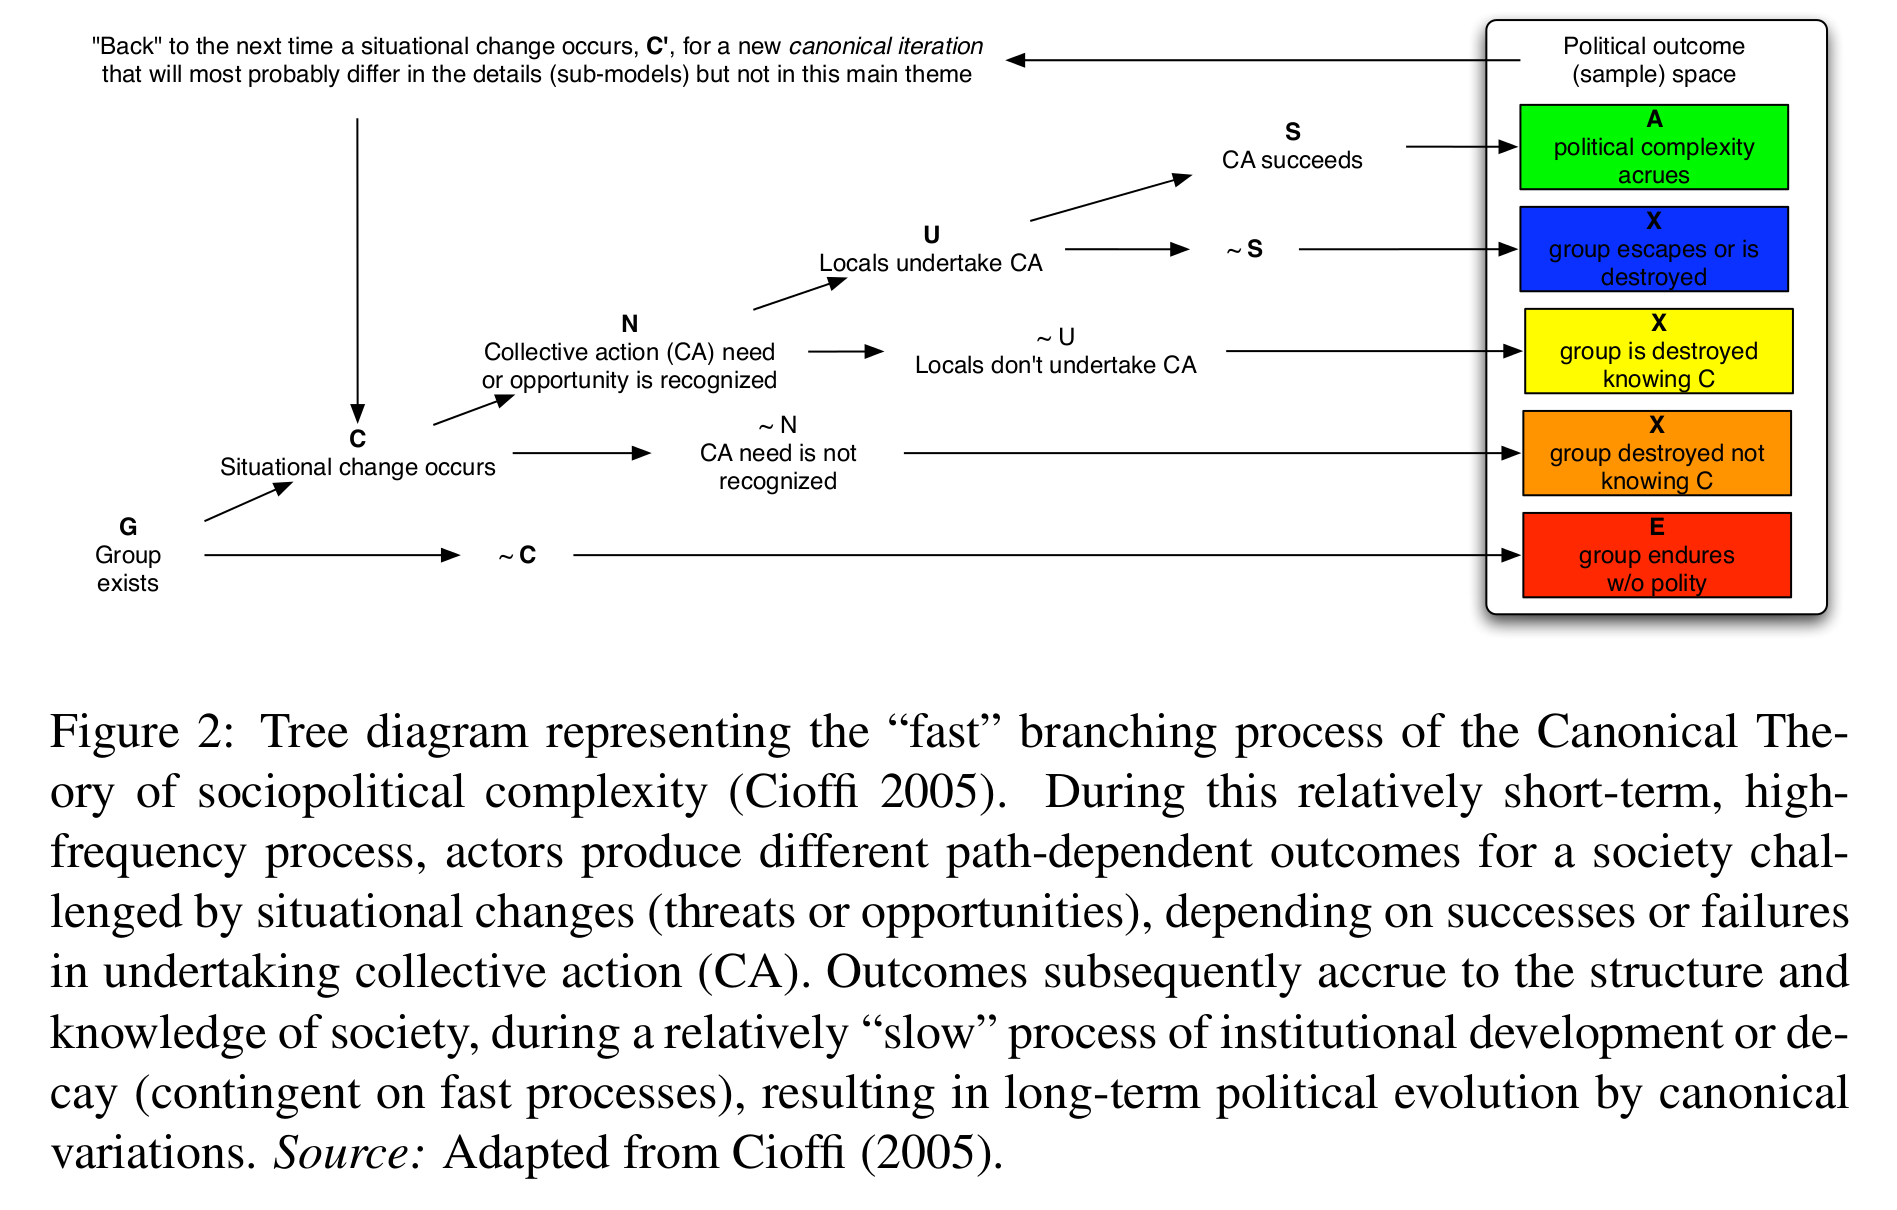 "Back" to the next time a situational change occurs, C', for a new canonical iteration
that will most probably differ in the details (sub-models) but not in this main theme
Political outcome
(sample) space
S
CA succeeds
A
political complexity
accrues
U
Locals undertake CA
~ S
X
group escapes or is
destroyed
N
Collective action (CA) need
or opportunity is recognized
~ U
Locals don't undertake CA
X
group is destroyed
knowing C
C
Situational change occurs
~ N
CA need is not
recognized
X
group destroyed not
knowing C
G
Group
exists
~ C
E
group endures
w/o polity
Figure 2: Tree diagram representing the “fast” branching process of the Canonical The-
ory of sociopolitical complexity (Cioffi 2005). During this relatively short-term, high-
frequency process, actors produce different path-dependent outcomes for a society chal-
lenged by situational changes (threats or opportunities), depending on successes or failures
in undertaking collective action (CA). Outcomes subsequently accrue to the structure and
knowledge of society, during a relatively “slow” process of institutional development or de-
cay (contingent on fast processes), resulting in long-term political evolution by canonical
variations. Source: Adapted from Cioffi (2005).